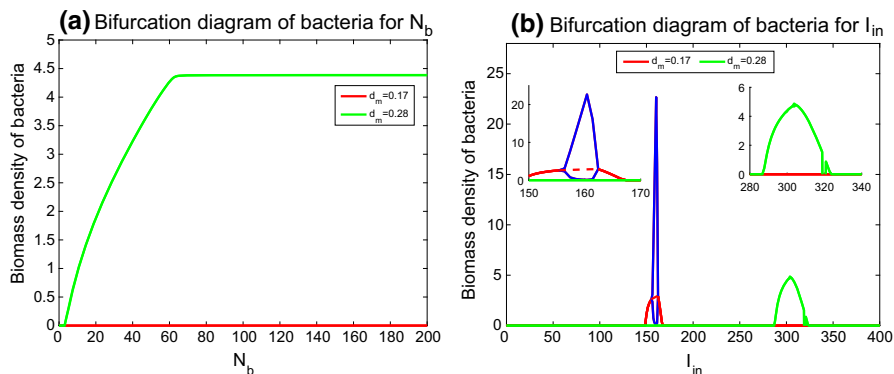 (a) Bifurcation diagram of bacteria for N_b
Biomass density of bacteria
5
4.5
4
3.5
3
2.5
2
1.5
1
0.5
0
d_m=0.17
d_m=0.28
0 20 40 60 80 100 120 140 160 180 200
N_b
(b) Bifurcation diagram of bacteria for I_in
Biomass density of bacteria
25
20
15
10
5
0
d_m=0.17
d_m=0.28
20
10
0
150 160 170
6
4
2
0
280 300 320 340
0 50 100 150 200 250 300 350 400
I_in